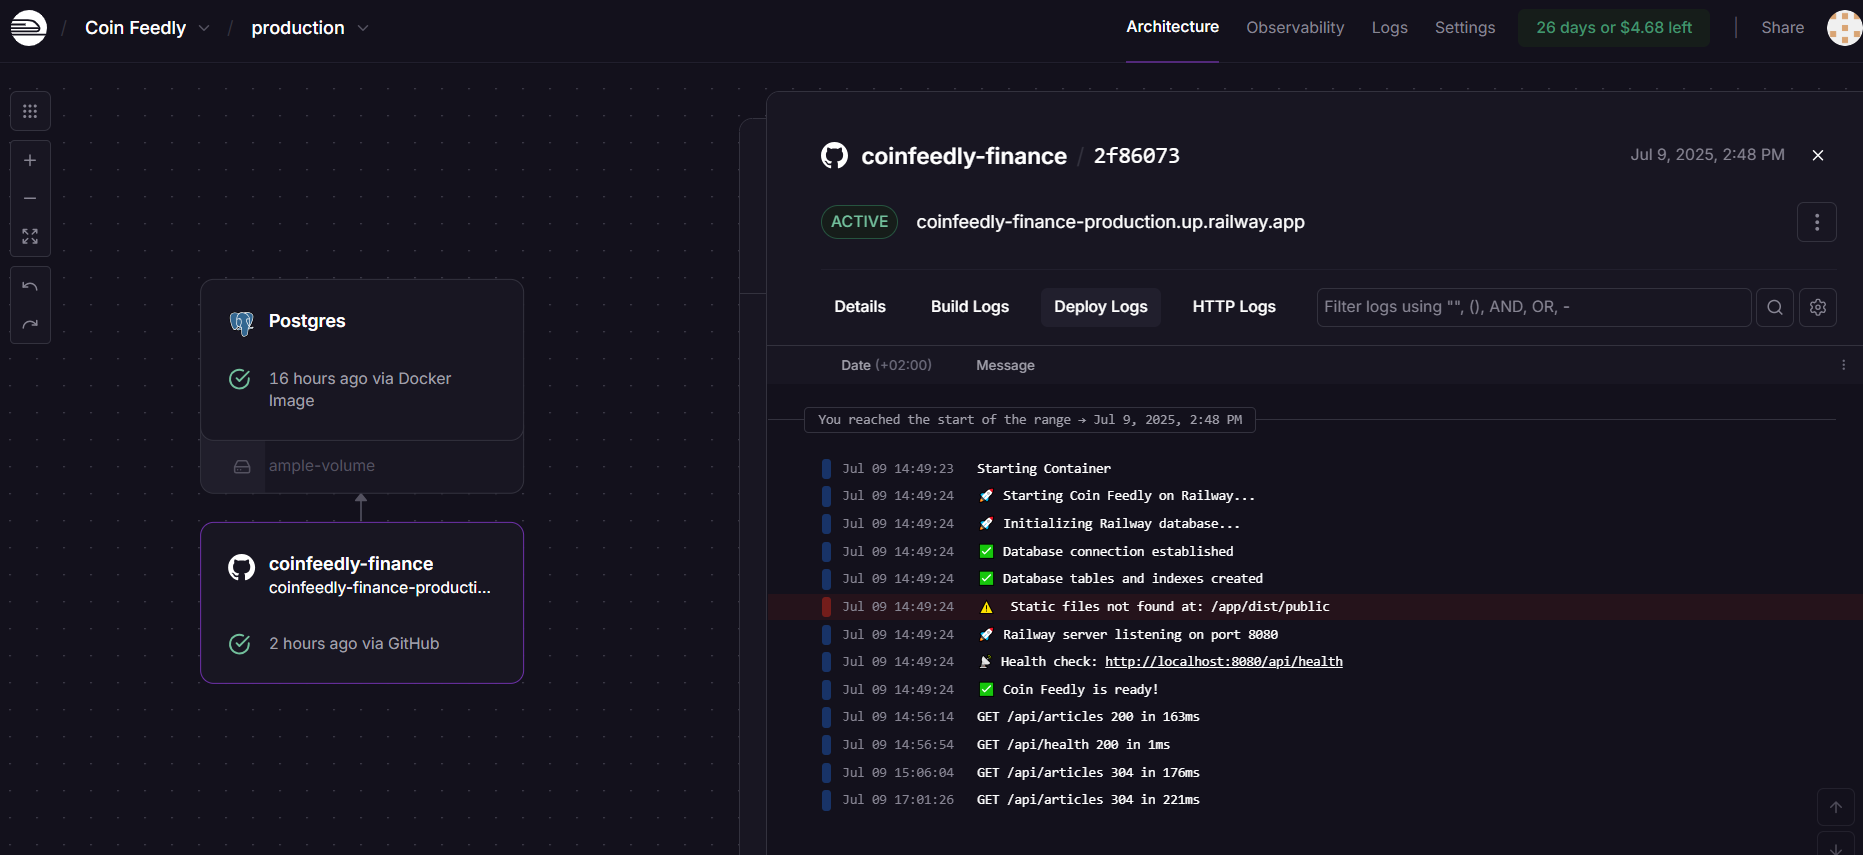 / Coin Feedly / production
Architecture Observability Logs Settings 26 days or $4.68 left Share
Postgres
16 hours ago via Docker
Image
ample-volume
coinfeedly-finance
coinfeedly-finance-producti...
2 hours ago via GitHub
coinfeedly-finance / 2f86073 Jul 9, 2025, 2:48 PM
ACTIVE coinfeedly-finance-production.up.railway.app
Details Build Logs Deploy Logs HTTP Logs Filter logs using "", (), AND, OR, -
Date (+02:00) Message
You reached the start of the range → Jul 9, 2025, 2:48 PM
Jul 09 14:49:23 Starting Container
Jul 09 14:49:24 🚀 Starting Coin Feedly on Railway...
Jul 09 14:49:24 🚀 Initializing Railway database...
Jul 09 14:49:24 ✅ Database connection established
Jul 09 14:49:24 ✅ Database tables and indexes created
Jul 09 14:49:24 ⚠️ Static files not found at: /app/dist/public
Jul 09 14:49:24 🚀 Railway server listening on port 8080
Jul 09 14:49:24 📡 Health check: http://localhost:8080/api/health
Jul 09 14:49:24 ✅ Coin Feedly is ready!
Jul 09 14:56:14 GET /api/articles 200 in 163ms
Jul 09 14:56:54 GET /api/health 200 in 1ms
Jul 09 15:06:04 GET /api/articles 304 in 176ms
Jul 09 17:01:26 GET /api/articles 304 in 221ms